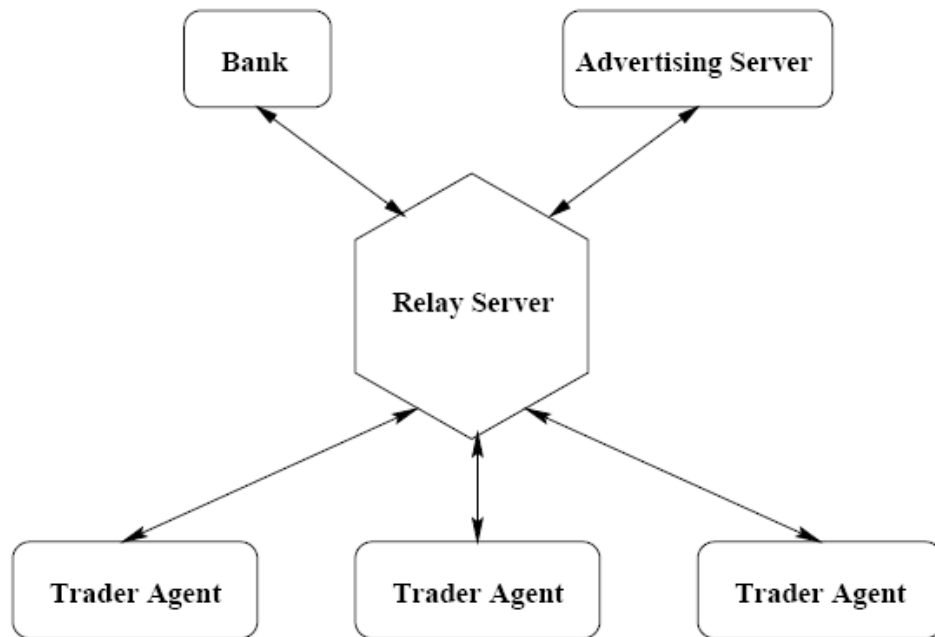 Bank
Advertising Server
Relay Server
Trader Agent
Trader Agent
Trader Agent